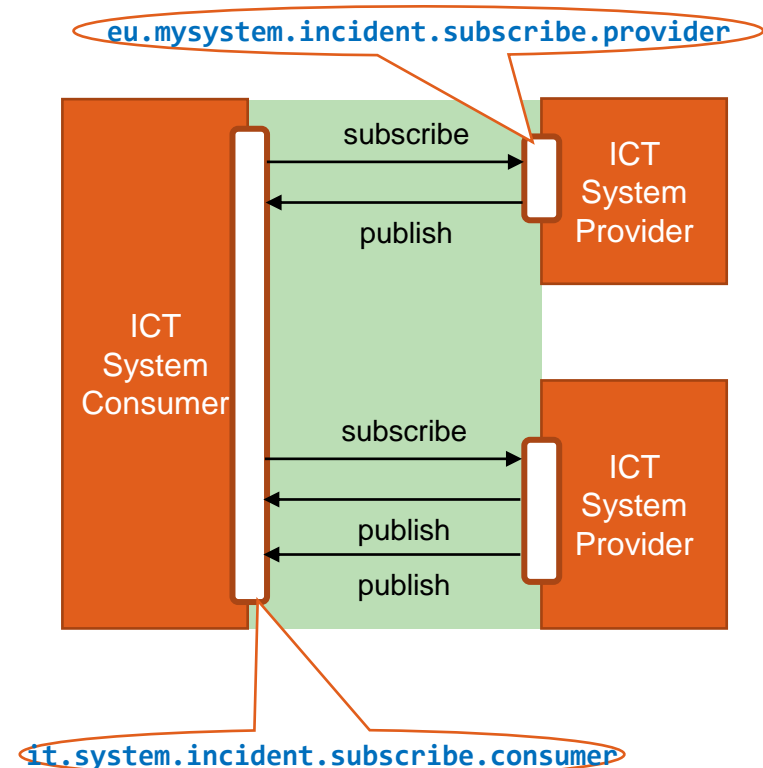 eu.mysystem.incident.subscribe.provider
subscribe
publish
ICT
System
Provider
ICT
System
Consumer
subscribe
publish
publish
ICT
System
Provider
it.system.incident.subscribe.consumer